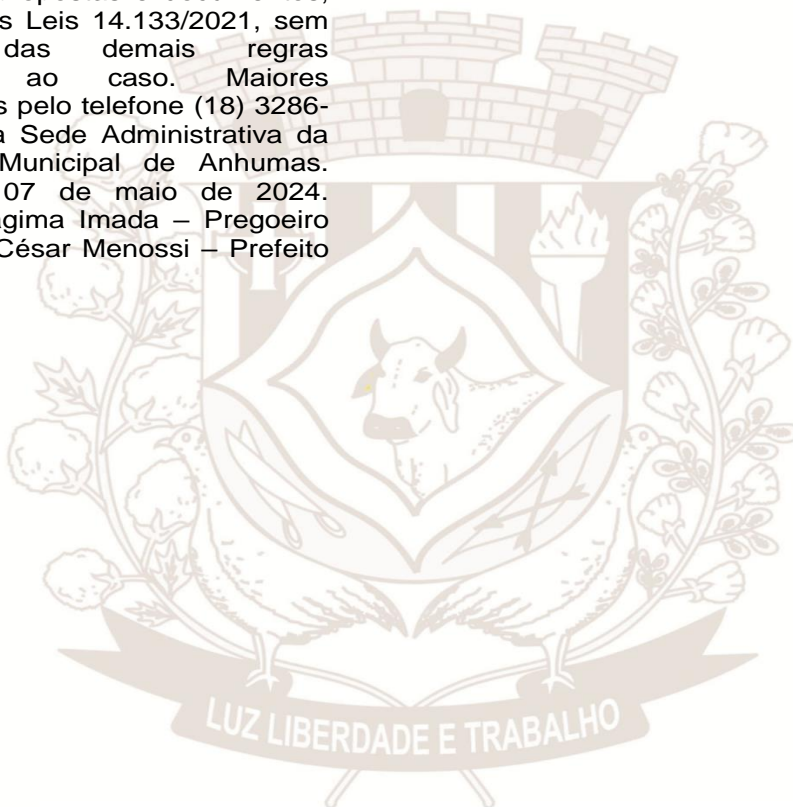 s Leis 14.133/2021, sem
das demais regras
ao caso. Maiores
s pelo telefone (18) 3286-
a Sede Administrativa da
Municipal de Anhumas.
07 de maio de 2024.
gima Imada – Pregoeiro
César Menossi – Prefeito
LUZ LIBERDADE E TRABALHO